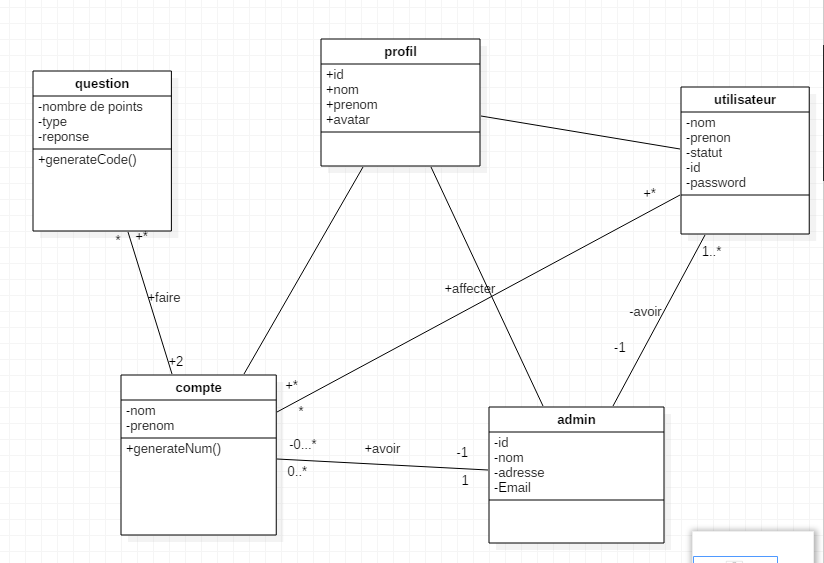 profil
+id
+nom
+prenom
+avatar
question
-nombre de points
-type
-reponse
+generateCode()
utilisateur
-nom
-prenon
-statut
-id
-password
+*
* +*
1..*
+affecter
+faire
-avoir
-1
+2
compte
-nom
-prenom
+generateNum()
+*
*
-0...*
0..*
+avoir
-1
1
admin
-id
-nom
-adresse
-Email